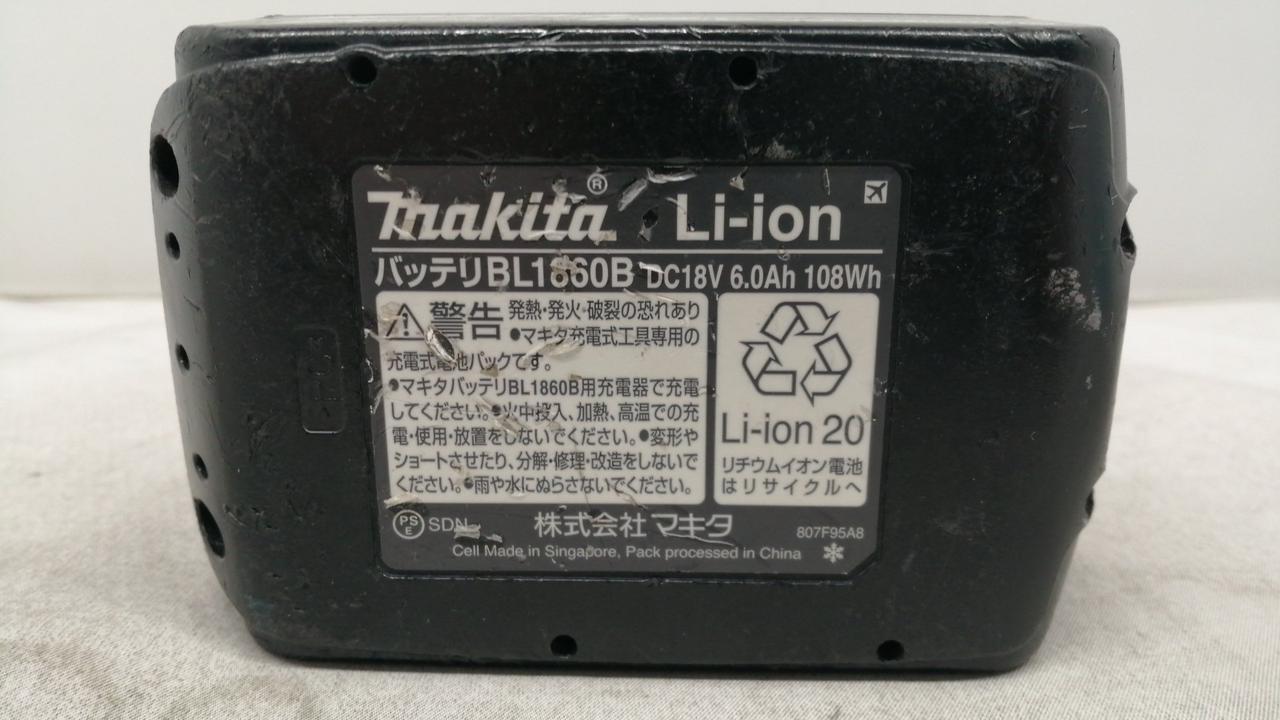 makita® Li-ion
バッテリBL1860B DC18V 6.0Ah 108Wh
警告 発熱・発火・破裂の恐れあり
●マキタ充電式工具専用の
充電式電池パックです。
●マキタバッテリBL1860B用充電器で充電
してください。●火中投入、加熱、高温での充
電・使用・放置をしないでください。●変形や
ショートさせたり、分解・修理・改造をしないで
ください。●雨や水にぬらさないでください。
Li-ion 20
リチウムイオン電池
はリサイクルへ
PSE SDN
株式会社 マキタ
807F95A8
Cell Made in Singapore, Pack processed in China